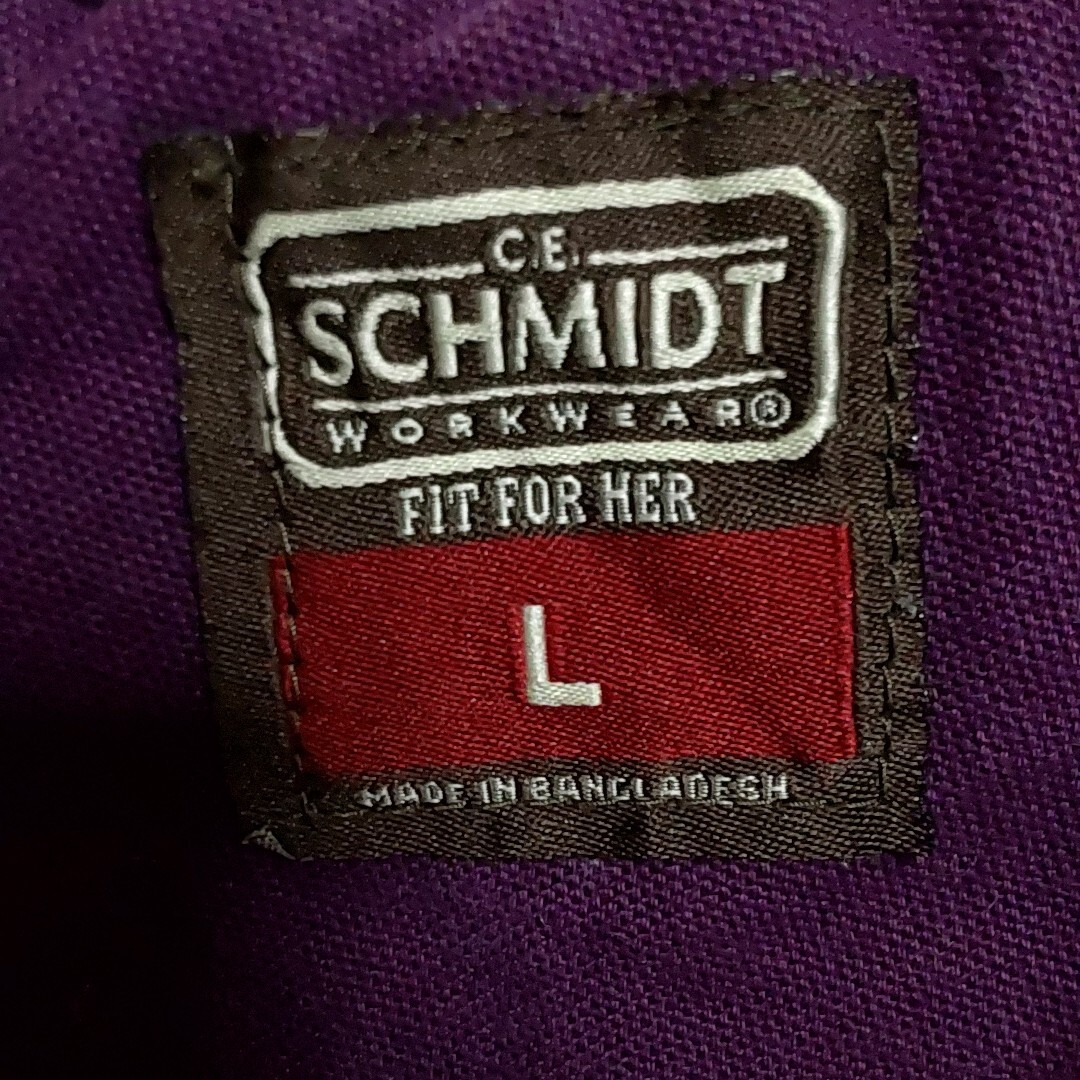 C.E.
SCHMIDT
WORKWEAR®
FIT FOR HER
L
MADE IN BANGLADESH